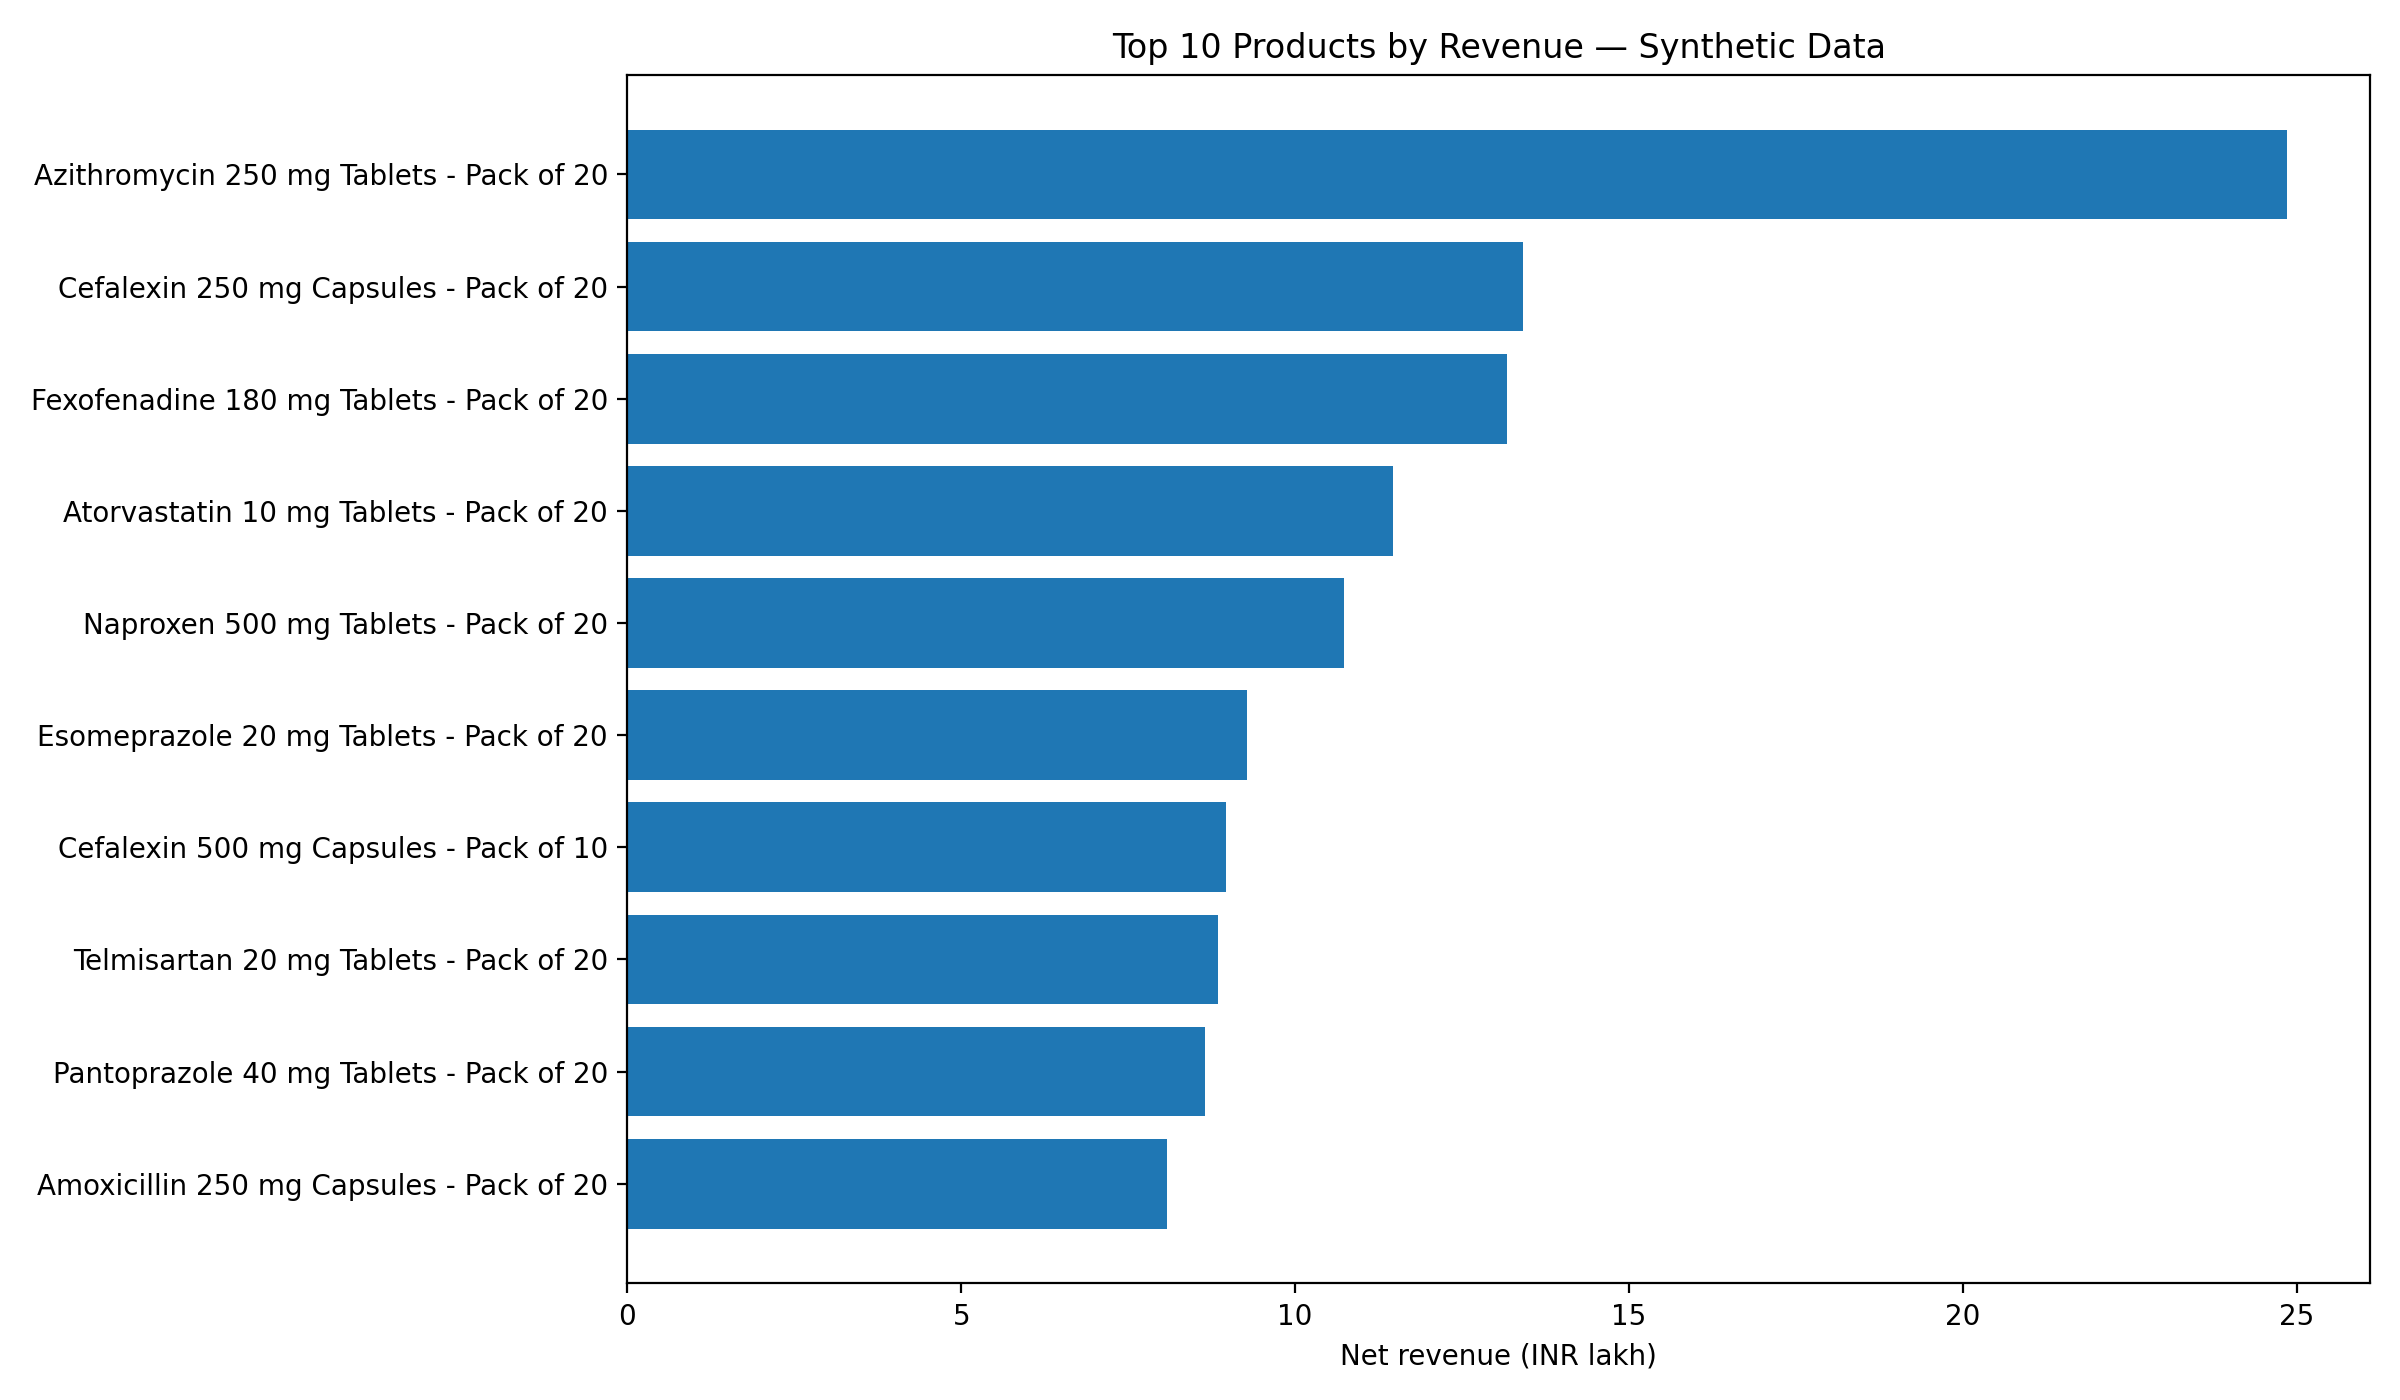 Top 10 Products by Revenue — Synthetic Data
Azithromycin 250 mg Tablets - Pack of 20
Cefalexin 250 mg Capsules - Pack of 20
Fexofenadine 180 mg Tablets - Pack of 20
Atorvastatin 10 mg Tablets - Pack of 20
Naproxen 500 mg Tablets - Pack of 20
Esomeprazole 20 mg Tablets - Pack of 20
Cefalexin 500 mg Capsules - Pack of 10
Telmisartan 20 mg Tablets - Pack of 20
Pantoprazole 40 mg Tablets - Pack of 20
Amoxicillin 250 mg Capsules - Pack of 20
0 5 10 15 20 25
Net revenue (INR lakh)